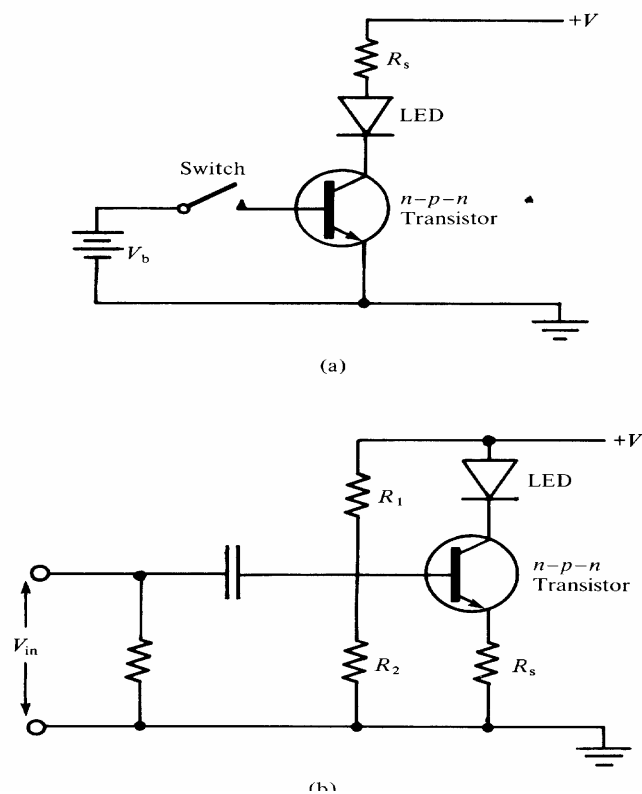 +V
R_s
LED
Switch
n–p–n
Transistor
V_b
(a)
+V
LED
R_1
n–p–n
Transistor
V_in
R_2
R_s
(b)